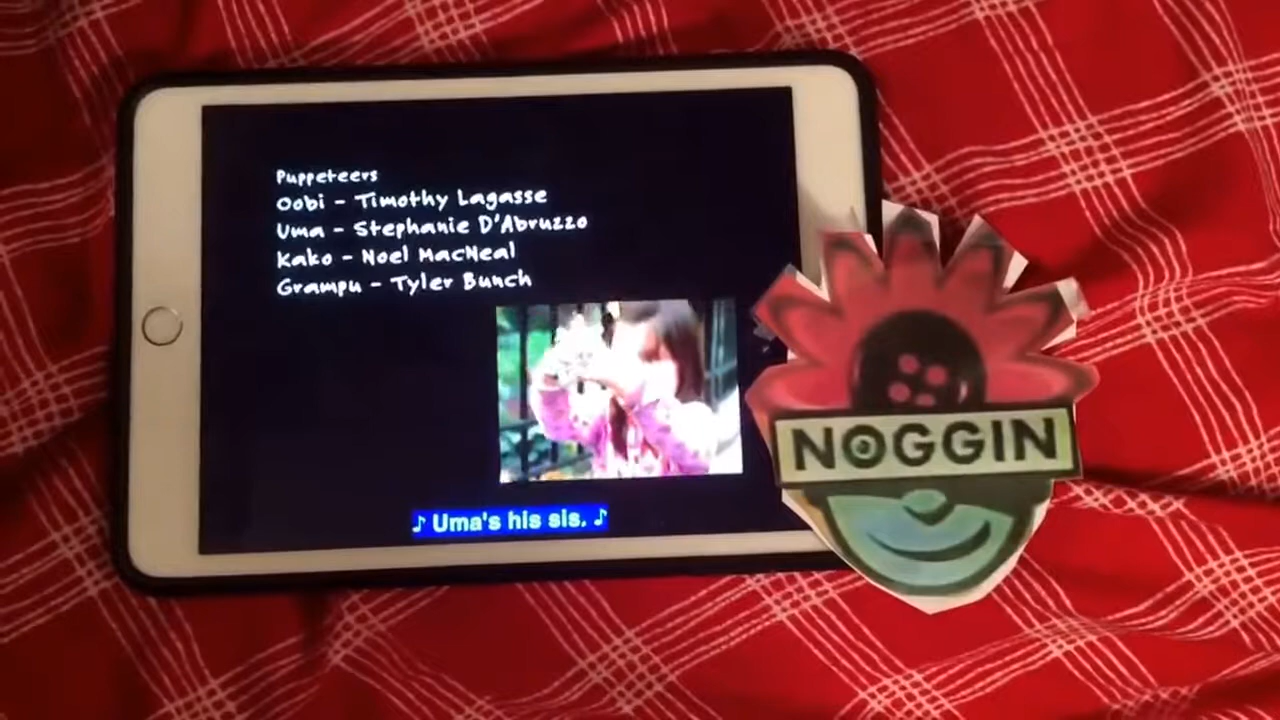 Puppeteers
Oobi - Timothy Lagasse
Uma - Stephanie D'Abruzzo
Kako - Noel MacNeal
Grampu - Tyler Bunch
NOGGIN
♪ Uma's his sis. ♪